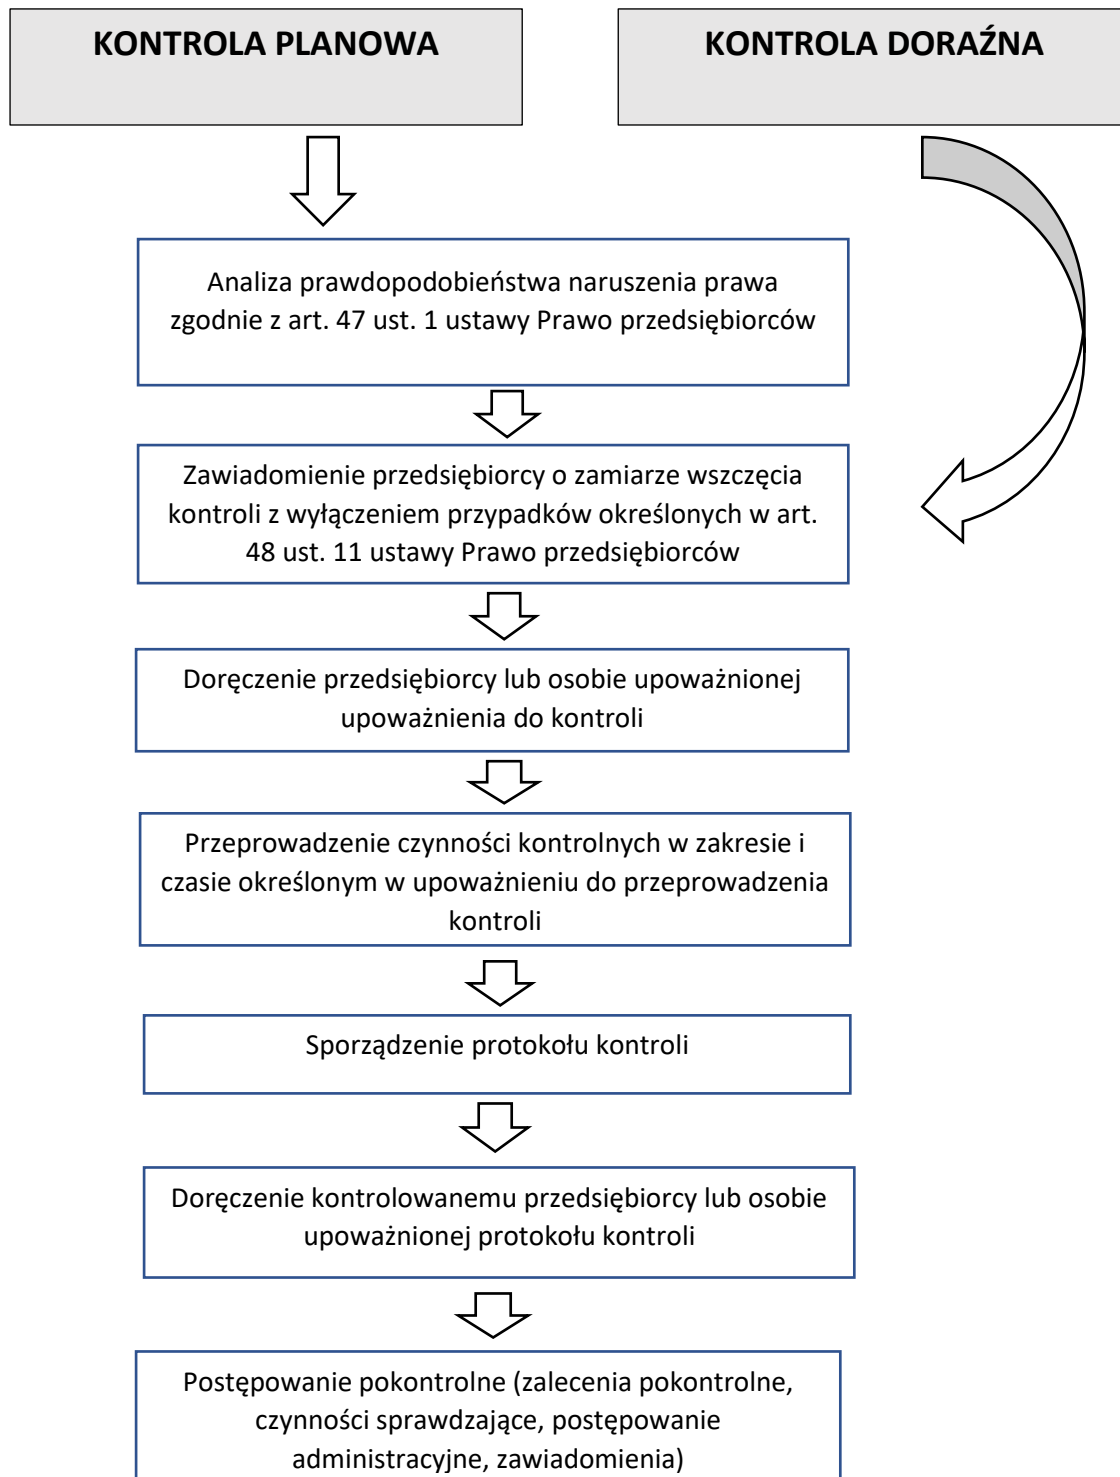 KONTROLA PLANOWA
KONTROLA DORAŹNA
Analiza prawdopodobieństwa naruszenia prawa
zgodnie z art. 47 ust. 1 ustawy Prawo przedsiębiorców
Zawiadomienie przedsiębiorcy o zamiarze wszczęcia
kontroli z wyłączeniem przypadków określonych w art.
48 ust. 11 ustawy Prawo przedsiębiorców
Doręczenie przedsiębiorcy lub osobie upoważnionej
upoważnienia do kontroli
Przeprowadzenie czynności kontrolnych w zakresie i
czasie określonym w upoważnieniu do przeprowadzenia
kontroli
Sporządzenie protokołu kontroli
Doręczenie kontrolowanemu przedsiębiorcy lub osobie
upoważnionej protokołu kontroli
Postępowanie pokontrolne (zalecenia pokontrolne,
czynności sprawdzające, postępowanie
administracyjne, zawiadomienia)